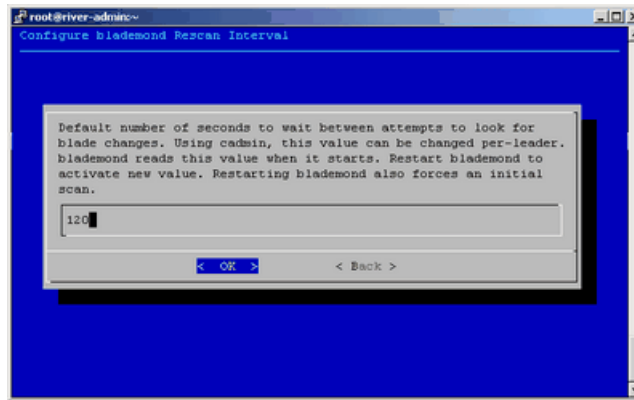 root@river-admin:~
Configure blademond Rescan Interval
Default number of seconds to wait between attempts to look for
blade changes. Using cadmin, this value can be changed per-leader.
blademond reads this value when it starts. Restart blademond to
activate new value. Restarting blademond also forces an initial
scan.
120
< OK > < Back >